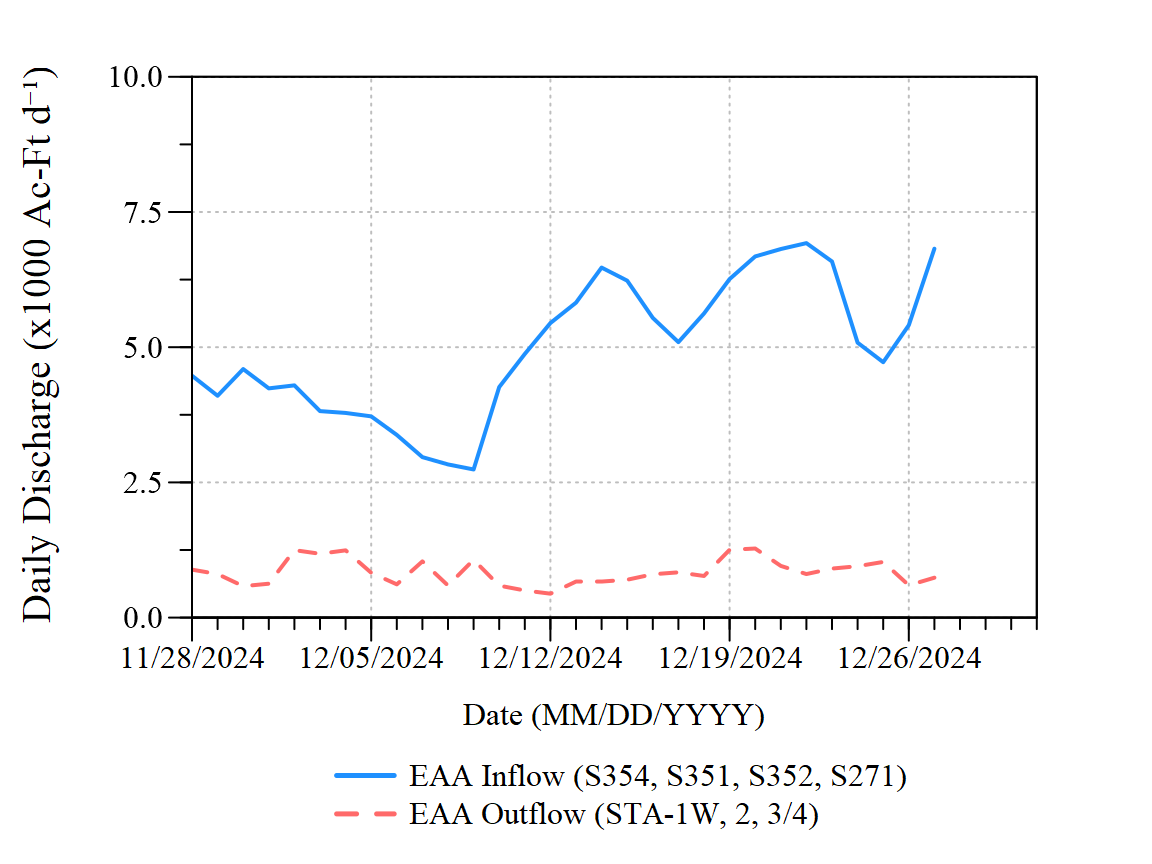 Daily Discharge (x1000 Ac-Ft d⁻¹)
10.0
7.5
5.0
2.5
0.0
11/28/2024 12/05/2024 12/12/2024 12/19/2024 12/26/2024
Date (MM/DD/YYYY)
EAA Inflow (S354, S351, S352, S271)
EAA Outflow (STA-1W, 2, 3/4)